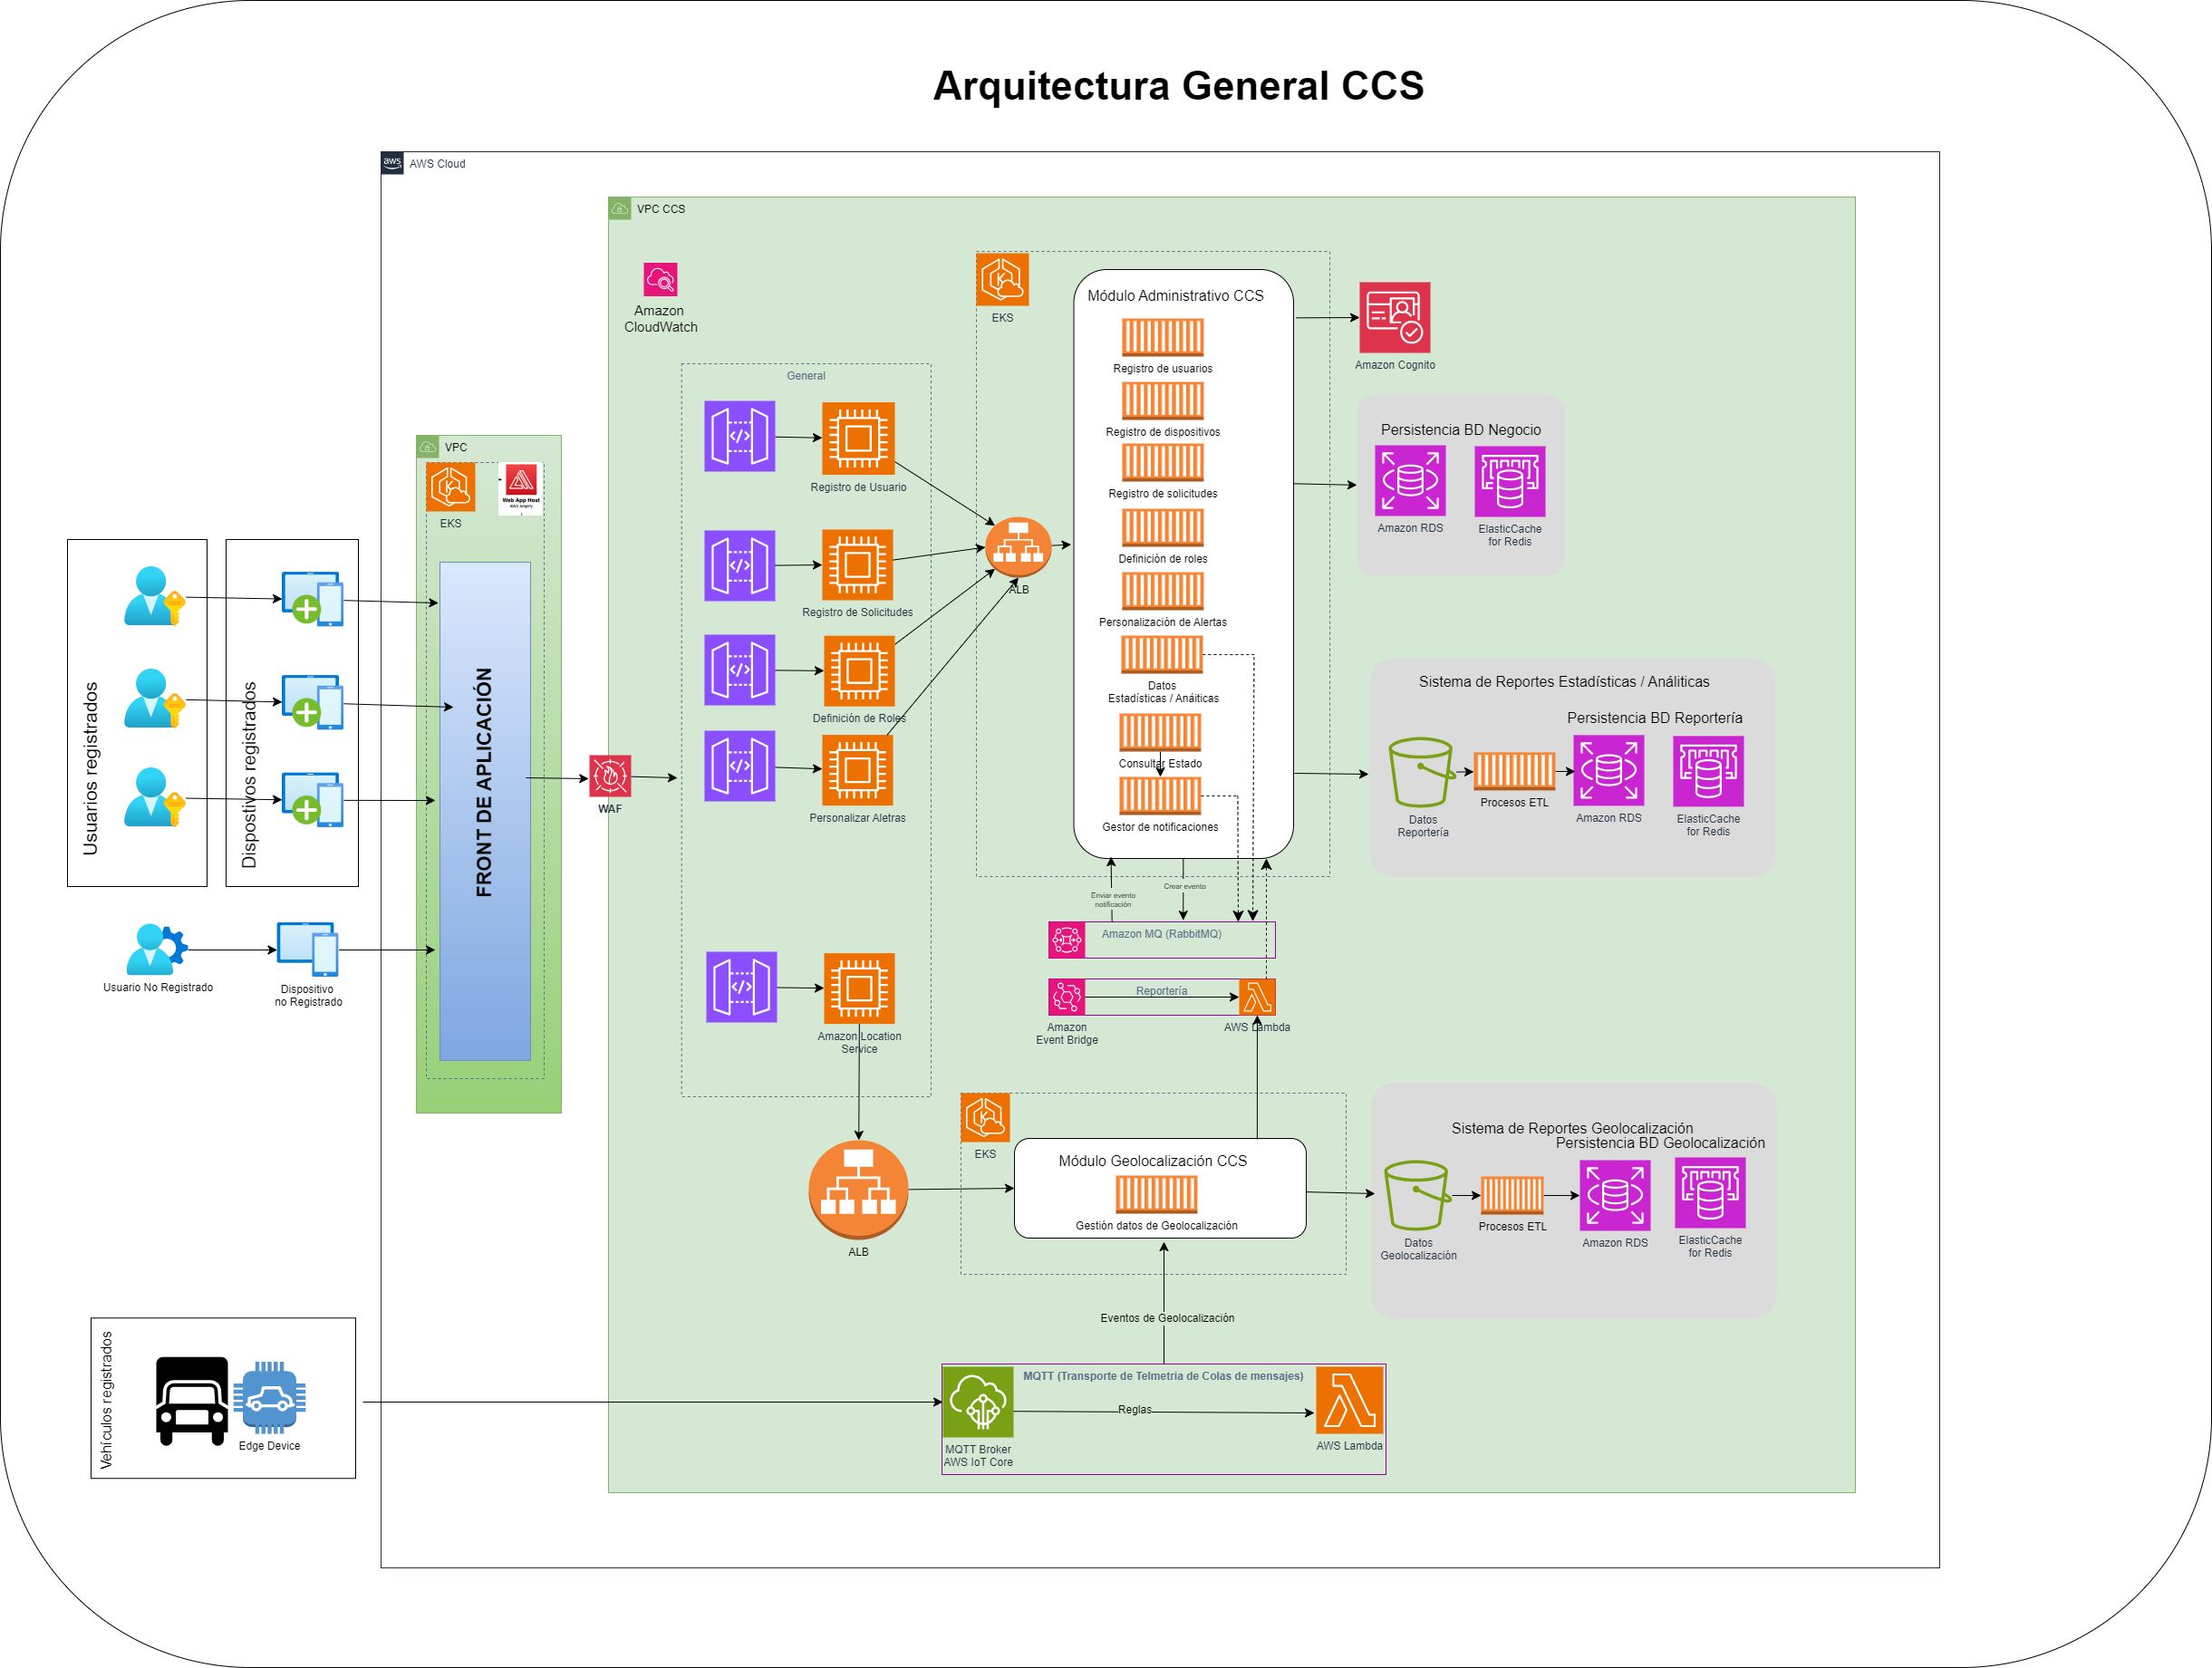 Arquitectura General CCS
aws
AWS Cloud
VPC CCS
Amazon
CloudWatch
EKS
Módulo Administrativo CCS
Registro de usuarios
Registro de dispositivos
Registro de solicitudes
Definición de roles
Personalización de Alertas
Datos
Estadísticas / Anáiticas
Consultar Estado
Gestor de notificaciones
Amazon Cognito
General
Registro de Usuario
Registro de Solicitudes
Definición de Roles
Personalizar Aletras
Amazon Location
Service
ALB
Persistencia BD Negocio
Amazon RDS
ElasticCache
for Redis
VPC
EKS
Web App Host
AWS Amplify
FRONT DE APLICACIÓN
Usuarios registrados
Dispostivos registrados
Usuario No Registrado
Dispositivo
no Registrado
WAF
Sistema de Reportes Estadísticas / Análiticas
Persistencia BD Reportería
Datos
Reportería
Procesos ETL
Amazon RDS
ElasticCache
for Redis
Enviar evento
notificación
Crear evento
Amazon MQ (RabbitMQ)
Reportería
Amazon
Event Bridge
AWS Lambda
ALB
EKS
Módulo Geolocalización CCS
Gestión datos de Geolocalización
Sistema de Reportes Geolocalización
Persistencia BD Geolocalización
Datos
Geolocalización
Procesos ETL
Amazon RDS
ElasticCache
for Redis
Eventos de Geolocalización
Vehículos registrados
Edge Device
MQTT (Transporte de Telmetria de Colas de mensajes)
Reglas
MQTT Broker
AWS IoT Core
AWS Lambda